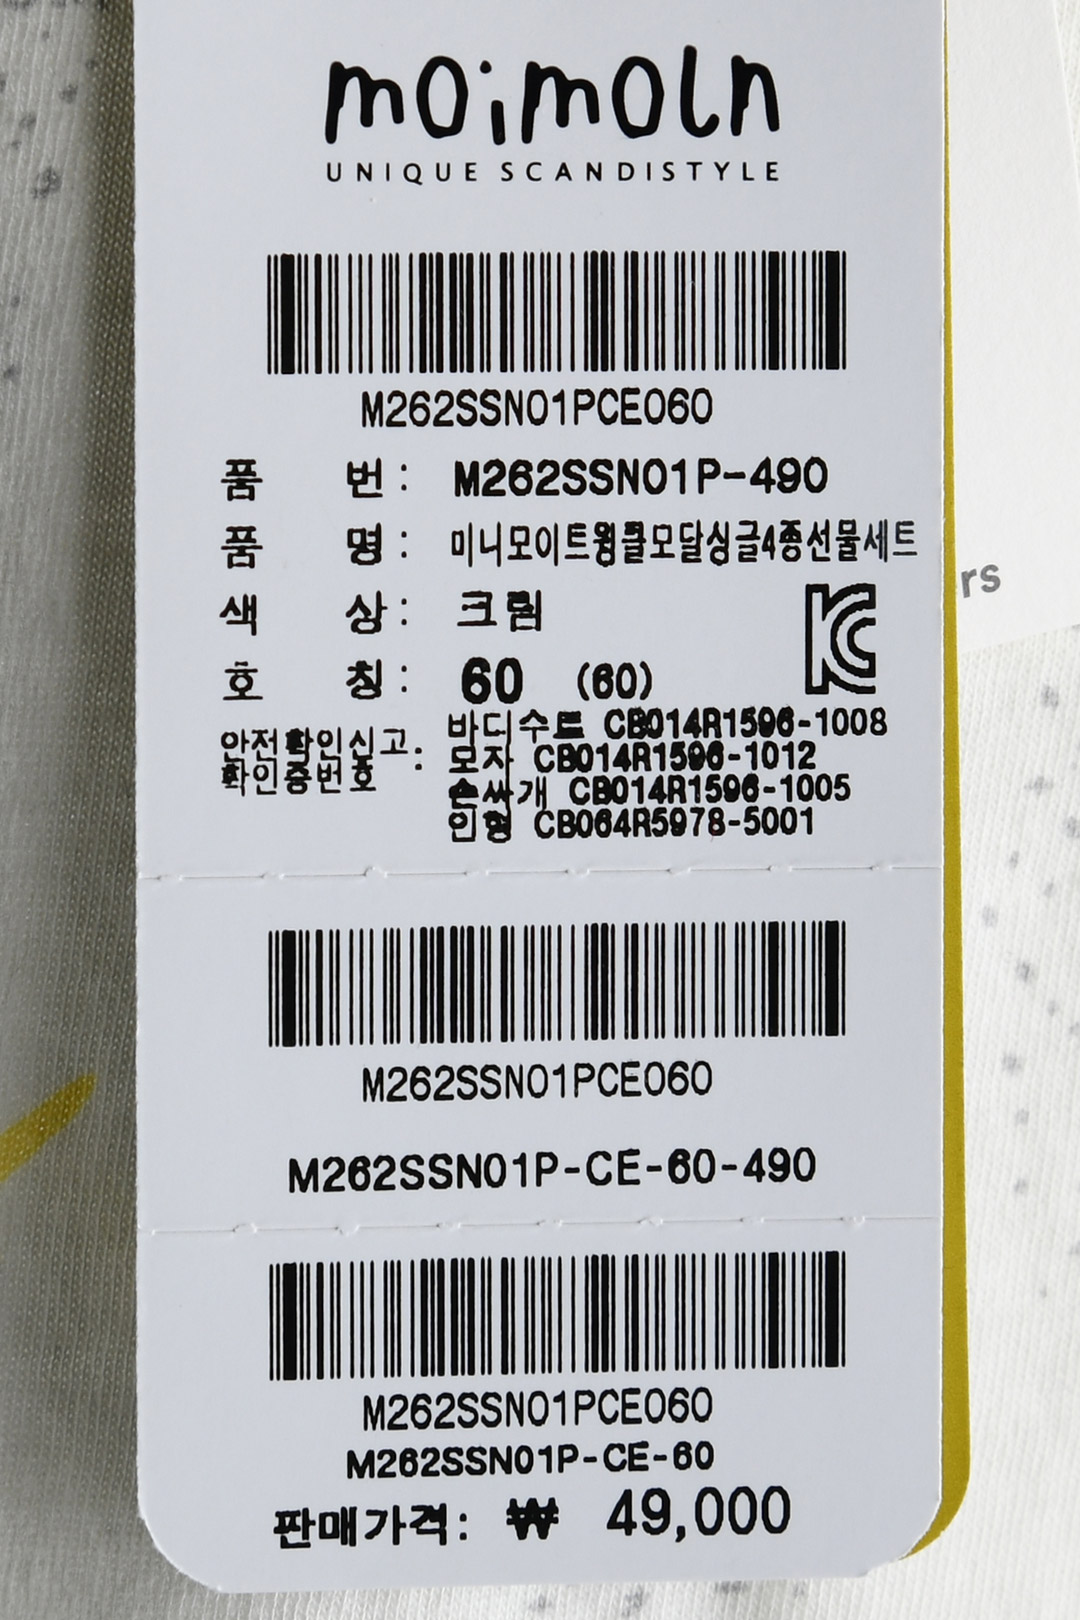 moimoln
UNIQUE SCANDISTYLE
M262SSN01PCE060
품 번 : M262SSN01P-490
품 명 : 미니모이트윙클모달싱글4종선물세트
rs
색 상 : 크림
호 칭 : 60 (60)
안전확인신고
확인증번호 :
바디수트 CB014R1596-1008
모자 CB014R1596-1012
손싸개 CB014R1596-1005
인형 CB064R5978-5001
M262SSN01PCE060
M262SSN01P-CE-60-490
M262SSN01PCE060
M262SSN01P-CE-60
판매가격: ₩ 49,000